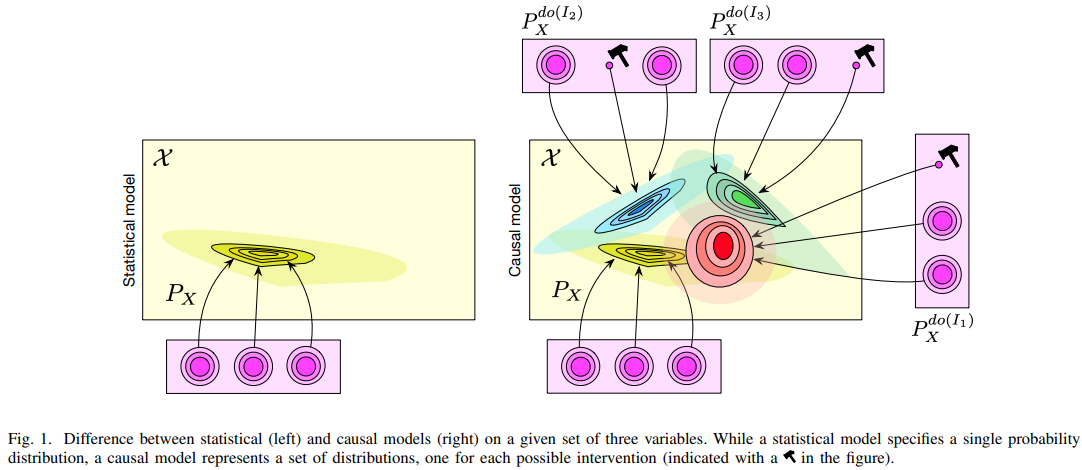 P_X^{do(I_2)}
P_X^{do(I_3)}
Statistical model
𝒳
P_X
Causal model
𝒳
P_X
P_X^{do(I_1)}
Fig. 1. Difference between statistical (left) and causal models (right) on a given set of three variables. While a statistical model specifies a single probability
distribution, a causal model represents a set of distributions, one for each possible intervention (indicated with a in the figure).